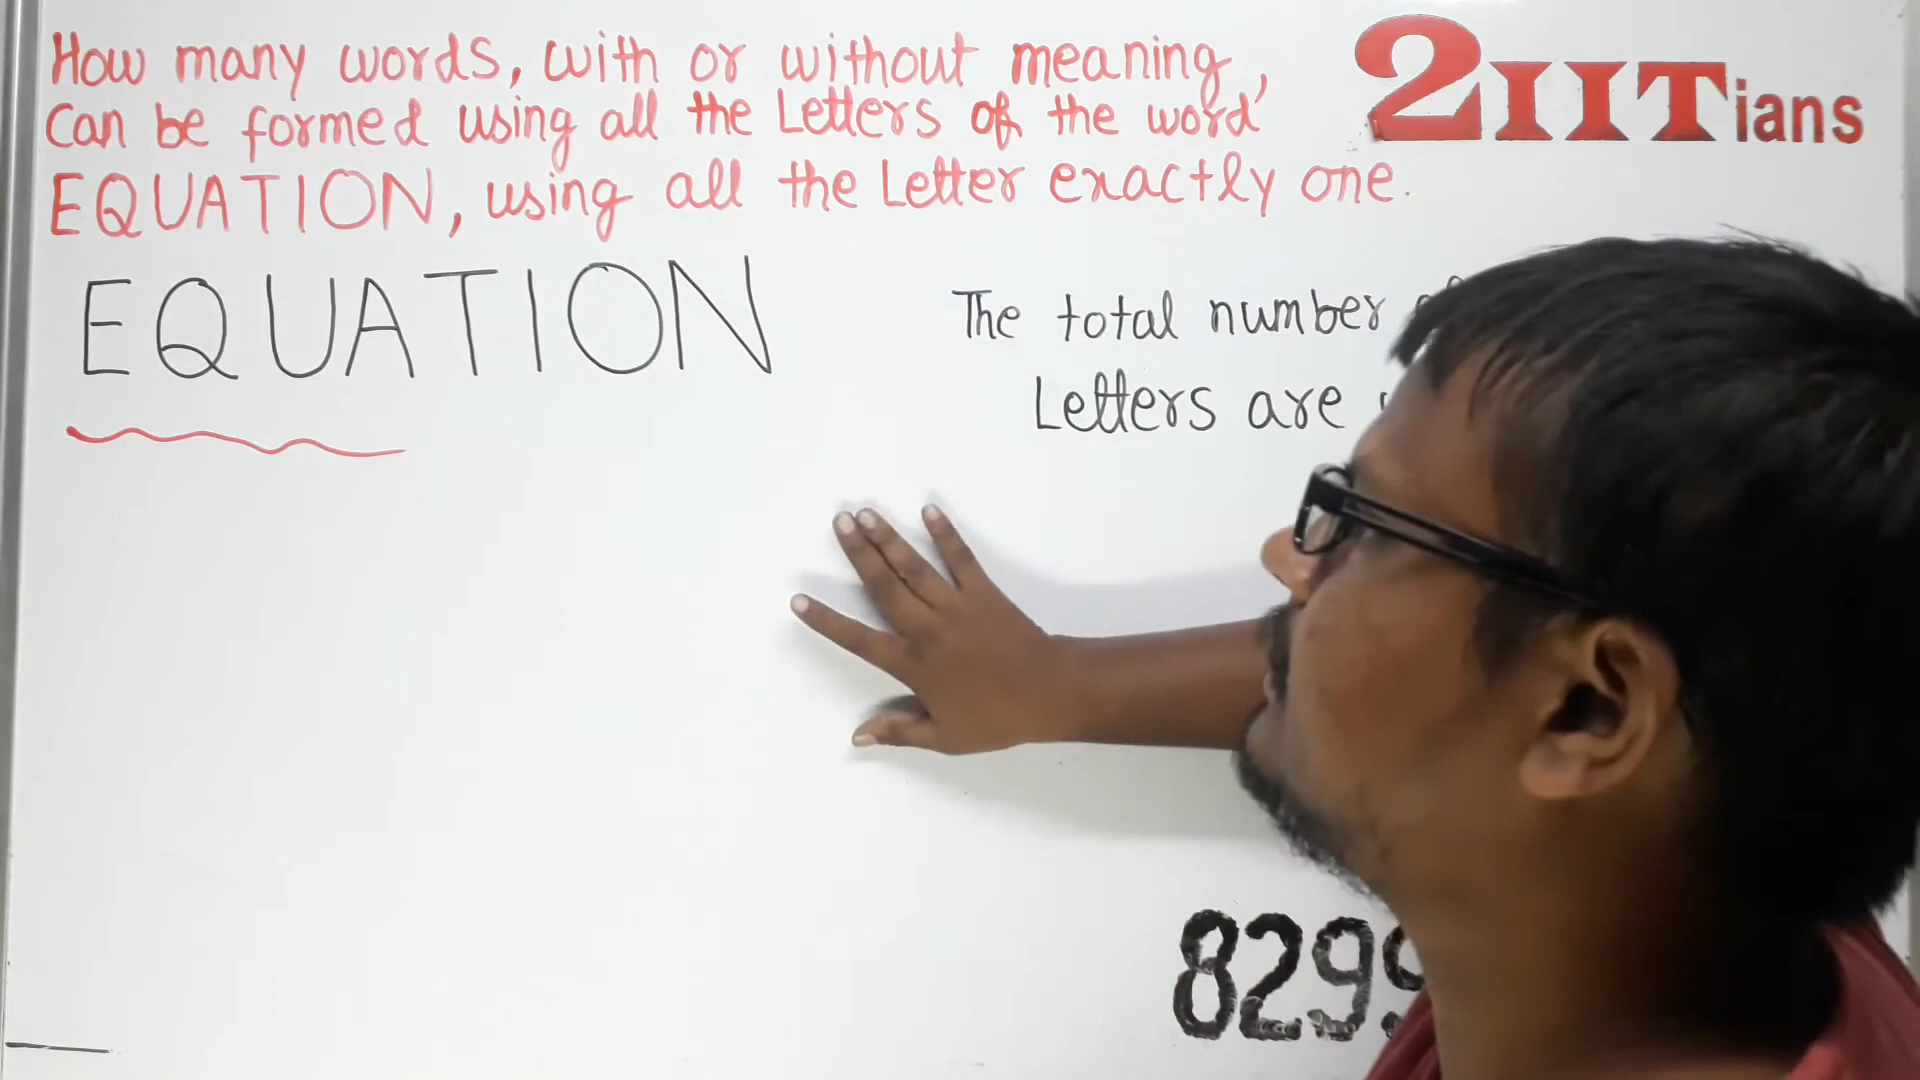 How many words, with or without meaning,
Can be formed using all the Letters of the word
EQUATION, using all the Letter exactly one.
2IITians
EQUATION
The total number
Letters are
829